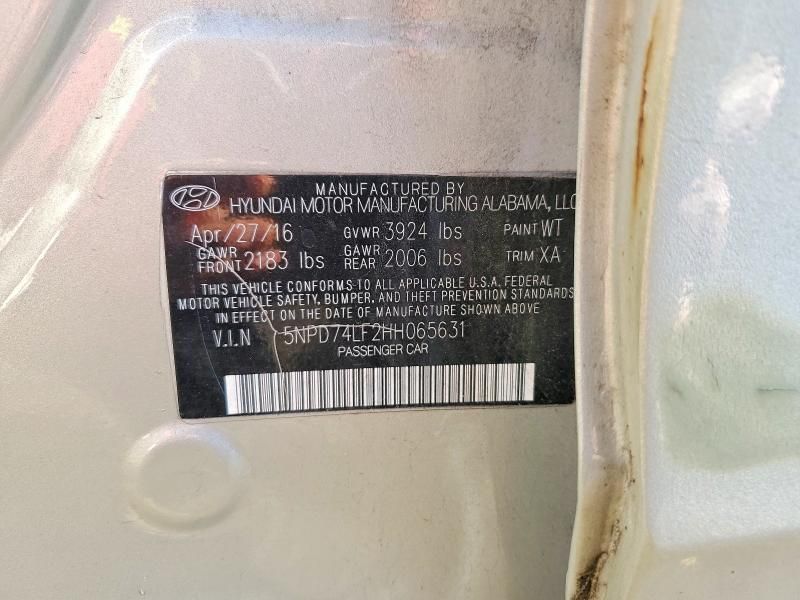 MANUFACTURED BY
HYUNDAI MOTOR MANUFACTURING ALABAMA, LLC
Apr/27/16 GVWR 3924 lbs PAINT WT
GAWR FRONT 2183 lbs GAWR REAR 2006 lbs TRIM XA
THIS VEHICLE CONFORMS TO ALL APPLICABLE U.S.A. FEDERAL
MOTOR VEHICLE SAFETY, BUMPER, AND THEFT PREVENTION STANDARDS
IN EFFECT ON THE DATE OF MANUFACTURE SHOWN ABOVE
V.I.N 5NPD74LF2HH065631
PASSENGER CAR